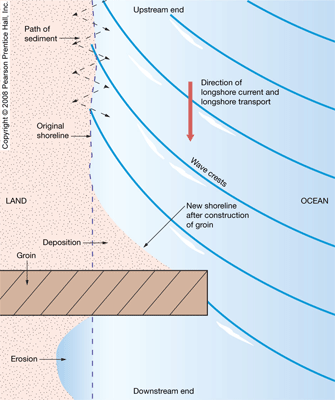 Copyright © 2008 Pearson Prentice Hall, Inc.
Upstream end
Path of
sediment
Direction of
longshore current and
longshore transport
Original
shoreline
Wave crests
LAND
OCEAN
New shoreline
after construction
of groin
Deposition
Groin
Erosion
Downstream end